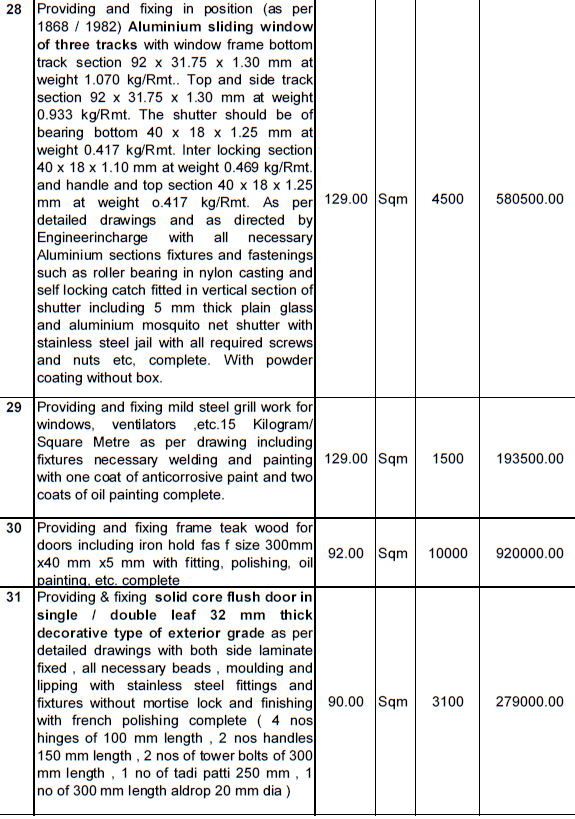 28 Providing and fixing in position (as per
1868 / 1982) Aluminium sliding window
of three tracks with window frame bottom
track section 92 x 31.75 x 1.30 mm at
weight 1.070 kg/Rmt.. Top and side track
section 92 x 31.75 x 1.30 mm at weight
0.933 kg/Rmt. The shutter should be of
bearing bottom 40 x 18 x 1.25 mm at
weight 0.417 kg/Rmt. Inter locking section
40 x 18 x 1.10 mm at weight 0.469 kg/Rmt.
and handle and top section 40 x 18 x 1.25
mm at weight o.417 kg/Rmt. As per
detailed drawings and as directed by
Engineerincharge with all necessary
Aluminium sections fixtures and fastenings
such as roller bearing in nylon casting and
self locking catch fitted in vertical section of
shutter including 5 mm thick plain glass
and aluminium mosquito net shutter with
stainless steel jail with all required screws
and nuts etc, complete. With powder
coating without box.
129.00 Sqm 4500 580500.00
29 Providing and fixing mild steel grill work for
windows, ventilators ,etc.15 Kilogram/
Square Metre as per drawing including
fixtures necessary welding and painting
with one coat of anticorrosive paint and two
coats of oil painting complete.
129.00 Sqm 1500 193500.00
30 Providing and fixing frame teak wood for
doors including iron hold fas f size 300mm
x40 mm x5 mm with fitting, polishing, oil
painting, etc. complete
92.00 Sqm 10000 920000.00
31 Providing & fixing solid core flush door in
single / double leaf 32 mm thick
decorative type of exterior grade as per
detailed drawings with both side laminate
fixed , all necessary beads , moulding and
lipping with stainless steel fittings and
fixtures without mortise lock and finishing
with french polishing complete ( 4 nos
hinges of 100 mm length , 2 nos handles
150 mm length , 2 nos of tower bolts of 300
mm length , 1 no of tadi patti 250 mm , 1
no of 300 mm length aldrop 20 mm dia )
90.00 Sqm 3100 279000.00